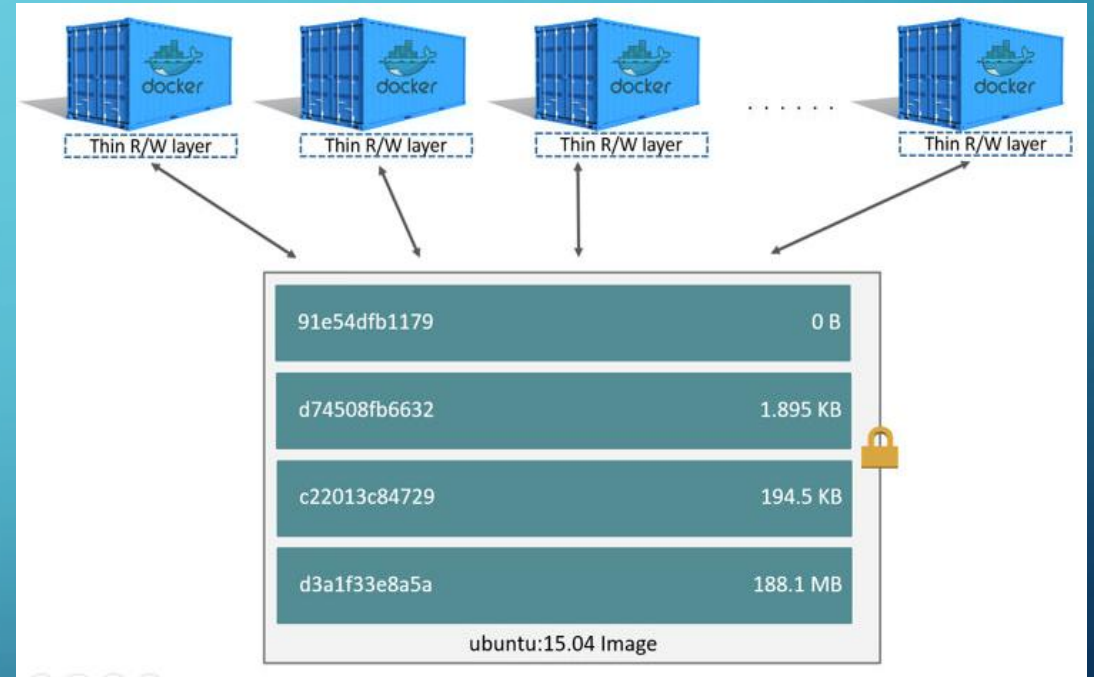 docker docker docker docker
Thin R/W layer Thin R/W layer Thin R/W layer ...... Thin R/W layer
91e54dfb1179 0 B
d74508fb6632 1.895 KB
c22013c84729 194.5 KB
d3a1f33e8a5a 188.1 MB
ubuntu:15.04 Image